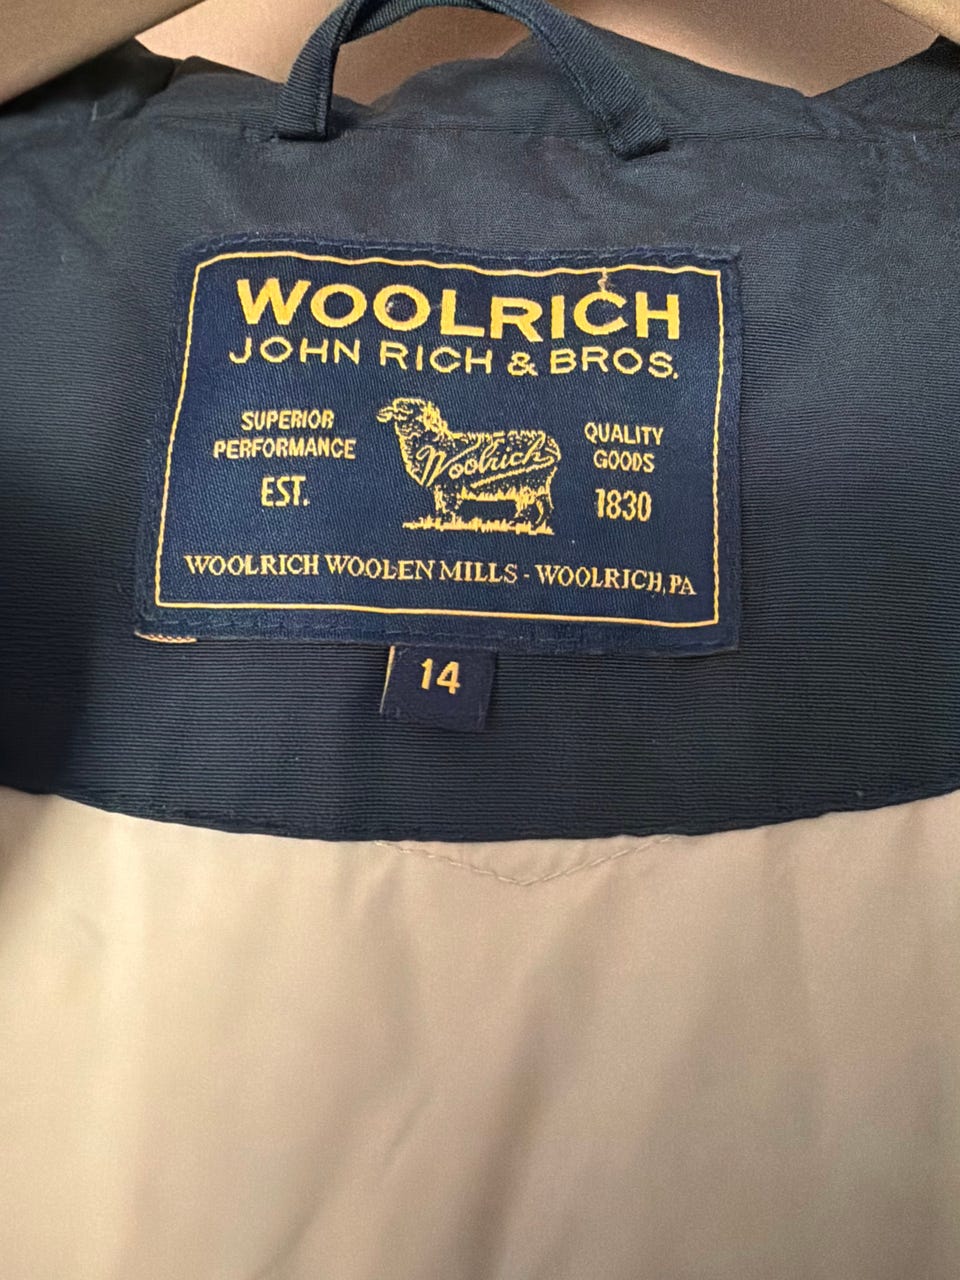 WOOLRICH
JOHN RICH & BROS.
SUPERIOR
PERFORMANCE
EST.
Woolrich
QUALITY
GOODS
1830
WOOLRICH WOOLEN MILLS - WOOLRICH, PA
14